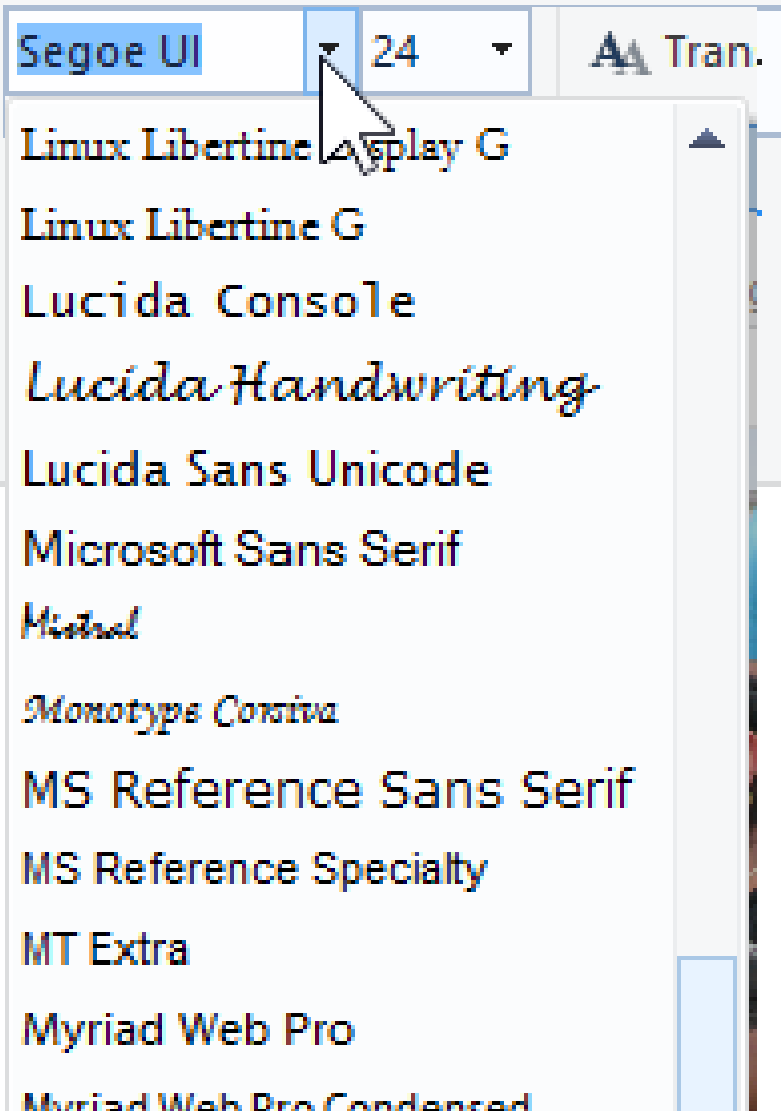 Segoe UI 24 Tran.
Linux Libertine Display G
Linux Libertine G
Lucida Console
Lucida Handwriting
Lucida Sans Unicode
Microsoft Sans Serif
Mistral
Monotype Corsiva
MS Reference Sans Serif
MS Reference Specialty
MT Extra
Myriad Web Pro
Myriad Web Pro Condensed